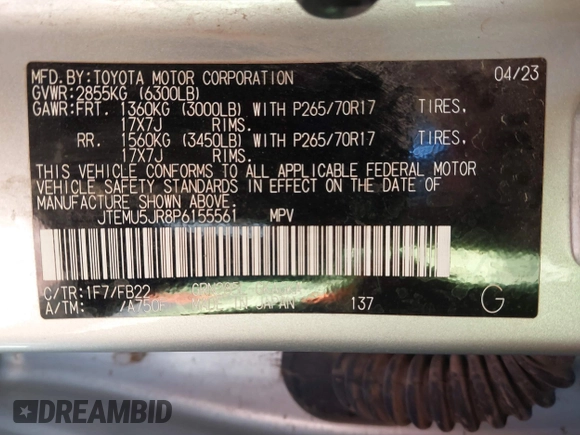 MFD.BY:TOYOTA MOTOR CORPORATION 04/23
GVWR:2855KG (6300LB)
GAWR:FRT. 1360KG (3000LB) WITH P265/70R17 TIRES,
17X7J RIMS.
RR. 1560KG (3450LB) WITH P265/70R17 TIRES,
17X7J RIMS.
THIS VEHICLE CONFORMS TO ALL APPLICABLE FEDERAL MOTOR
VEHICLE SAFETY STANDARDS IN EFFECT ON THE DATE OF
MANUFACTURE SHOWN ABOVE.
JTEMU5JR8P6155561 MPV
C/TR:1F7/FB22
A/TM: IN JAPAN 137 G
DREAMBID